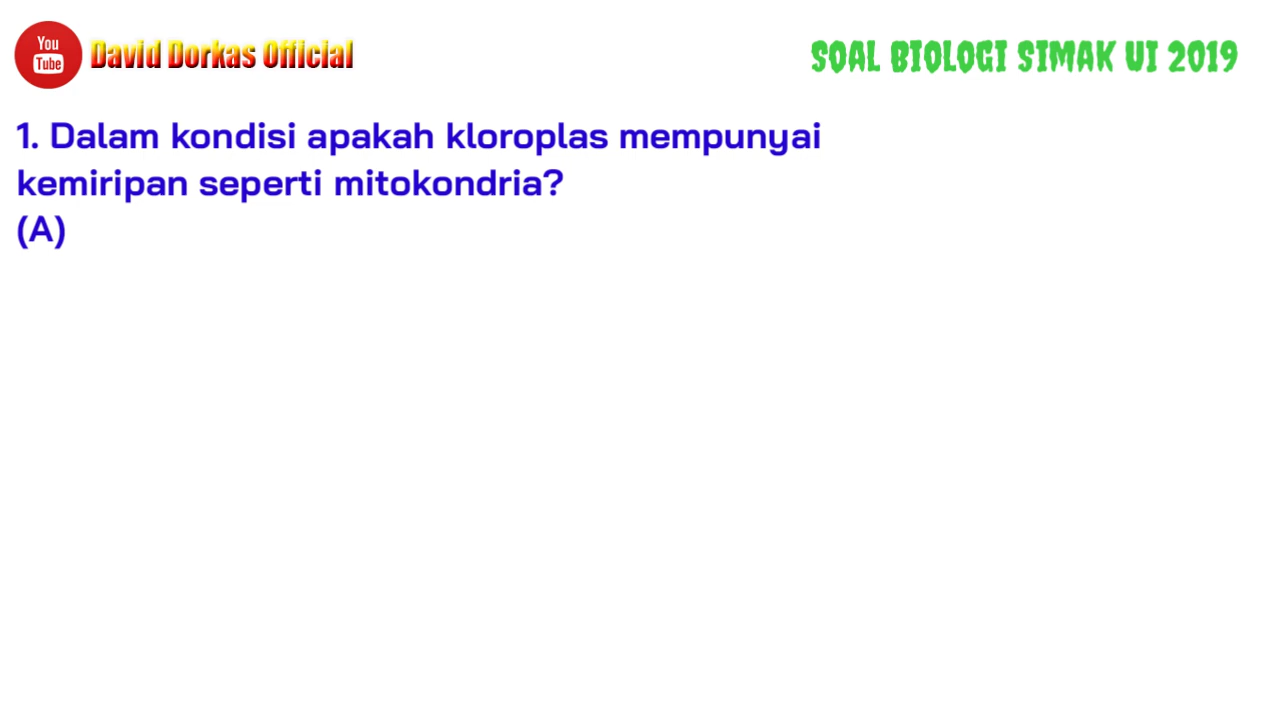 You
Tube
David Dorkas Official
SOAL BIOLOGI SIMAK UI 2019
1. Dalam kondisi apakah kloroplas mempunyai
kemiripan seperti mitokondria?
(A)